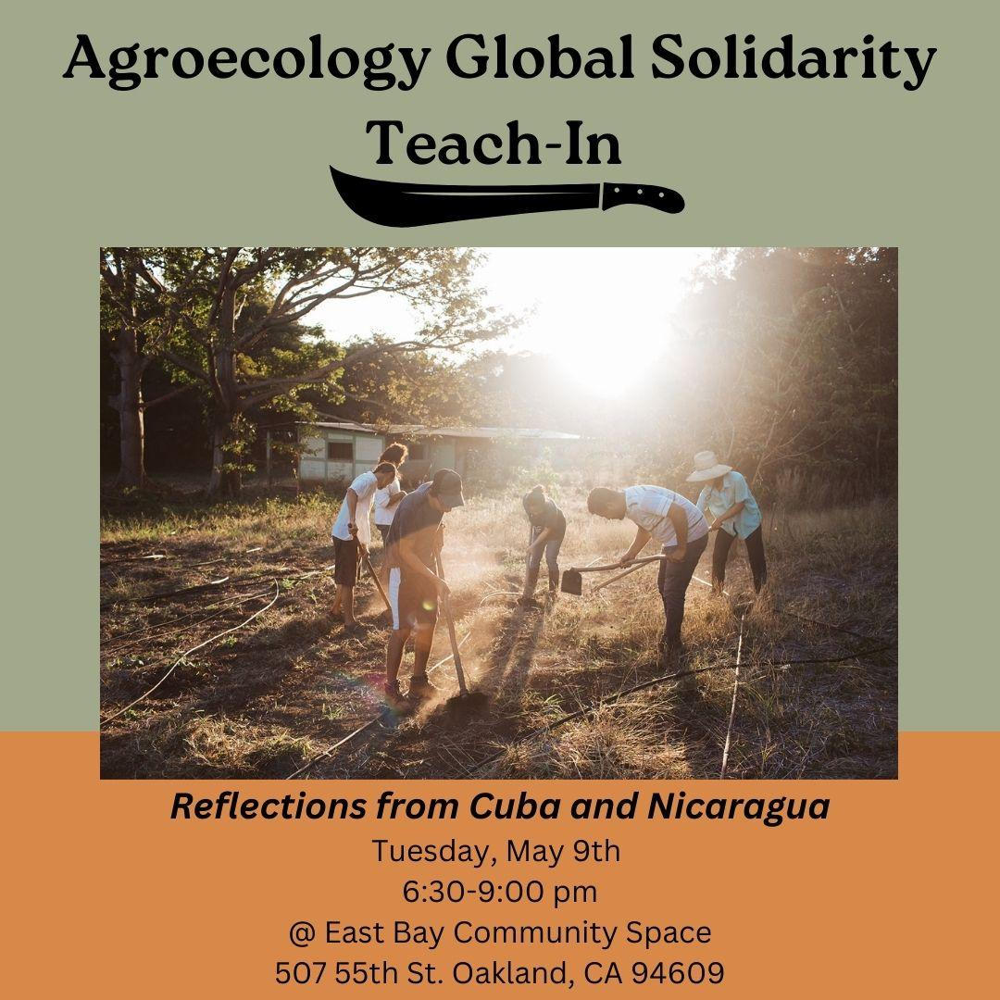 Agroecology Global Solidarity
Teach-In
Reflections from Cuba and Nicaragua
Tuesday, May 9th
6:30-9:00 pm
@ East Bay Community Space
507 55th St. Oakland, CA 94609